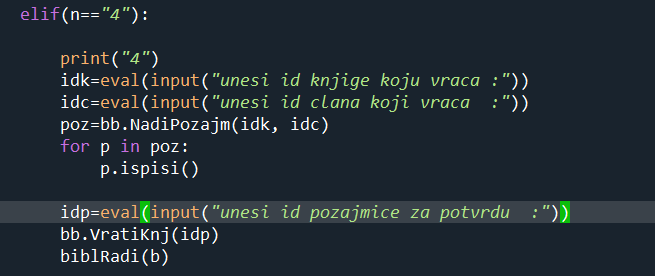 elif(n=="4"):
print("4")
idk=eval(input("unesi id knjige koju vraca :"))
idc=eval(input("unesi id clana koji vraca  :"))
poz=bb.NadiPozajm(idk, idc)
for p in poz:
p.ispisi()
idp=eval(input("unesi id pozajmice za potvrdu  :"))
bb.VratiKnj(idp)
biblRadi(b)